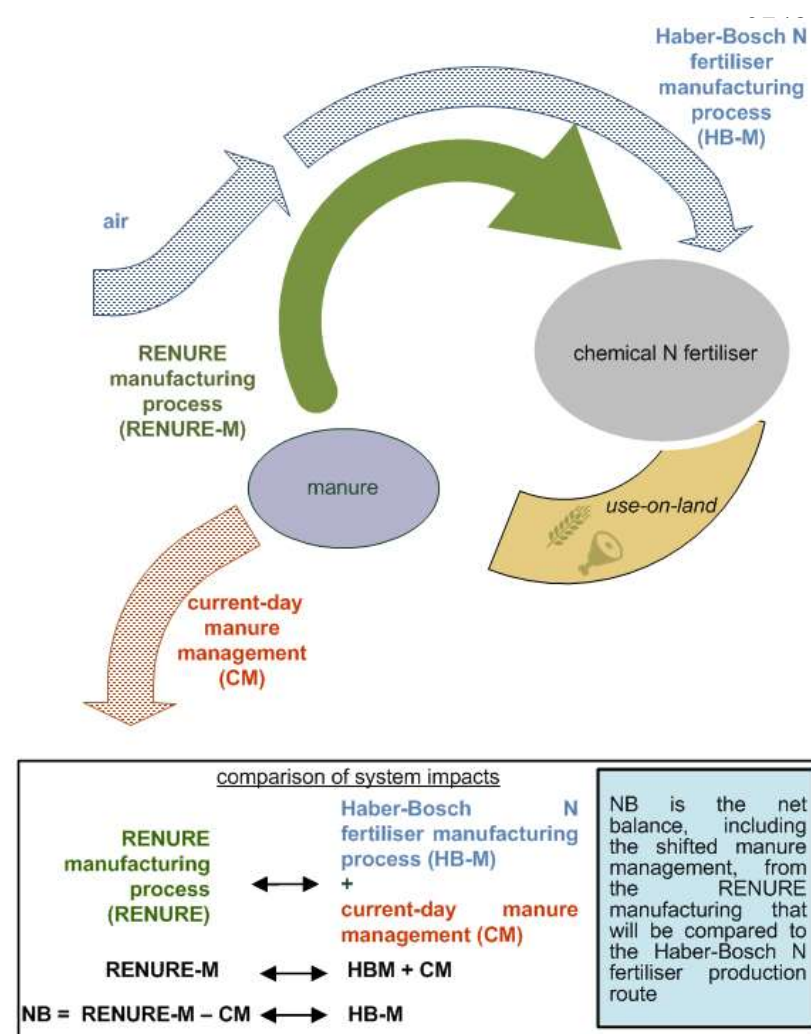 Haber-Bosch N
fertiliser
manufacturing
process
(HB-M)
air
RENURE
manufacturing
process
(RENURE-M)
chemical N fertiliser
manure
use-on-land
current-day
manure
management
(CM)
comparison of system impacts
RENURE
manufacturing
process
(RENURE)
Haber-Bosch N
fertiliser manufacturing
process (HB-M)
+
current-day manure
management (CM)
RENURE-M HBM + CM
NB = RENURE-M – CM HB-M
NB is the net
balance, including
the shifted manure
management, from
the RENURE
manufacturing that
will be compared to
the Haber-Bosch N
fertiliser production
route